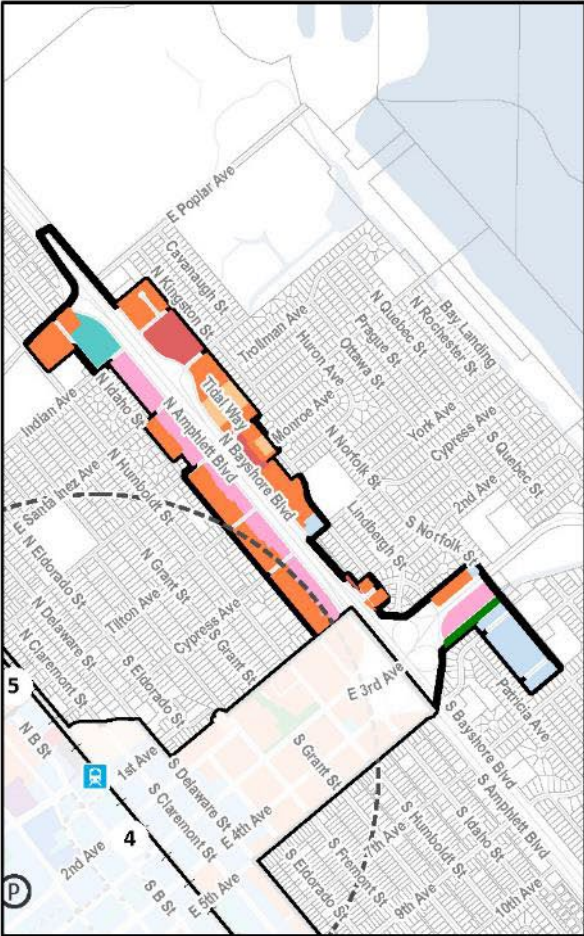 E Poplar Ave
Cavanaugh St
N Kingston St
Trollman Ave
Huron Ave
Ottawa St
Prague St
N Quebec St
N Rochester St
Bay Landing
Tidal Way
Monroe Ave
York Ave
Cypress Ave
S Quebec St
Indian Ave
N Idaho St
N Amphlett Blvd
N Bayshore Blvd
N Norfolk St
2nd Ave
Lindbergh St
S Norfolk St
E Santa Inez Ave
N Humboldt St
N Eldorado St
N Grant St
Tilton Ave
Cypress Ave
N Delaware St
N Claremont St
S Eldorado St
S Grant St
E 3rd Ave
Patricia Ave
5
N B St
1st Ave
S Delaware St
S Grant St
S Bayshore Blvd
S Amphlett Blvd
S Claremont St
E 4th Ave
4
2nd Ave
S Idaho St
S Humboldt St
7th Ave
S Fremont St
S Eldorado St
S B St
E 5th Ave
9th Ave
10th Ave
P